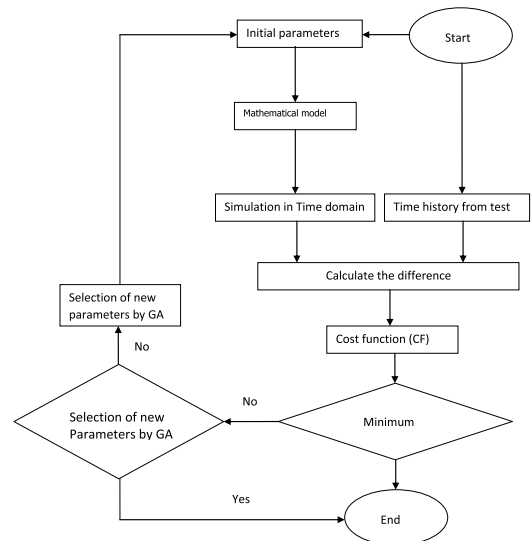 Initial parameters
Start
Mathematical model
Simulation in Time domain
Time history from test
Calculate the difference
Selection of new
parameters by GA
Cost function (CF)
No
No
Selection of new
Parameters by GA
Minimum
Yes
End